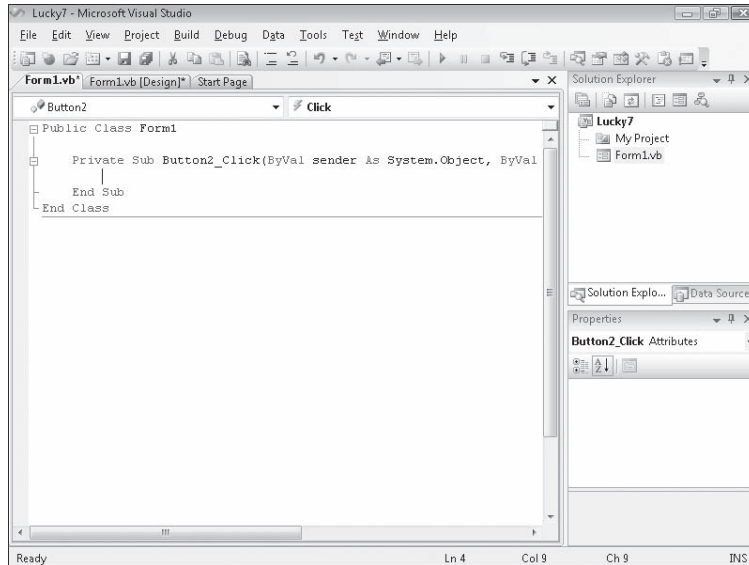 Lucky7 - Microsoft Visual Studio
File Edit View Project Build Debug Data Tools Test Window Help
Form1.vb* Form1.vb [Design]* Start Page
Solution Explorer
Button2
Click
Public Class Form1
Private Sub Button2_Click(ByVal sender As System.Object, ByVal
End Sub
End Class
Lucky7
My Project
Form1.vb
Solution Explo...
Data Source
Properties
Button2_Click Attributes
Ready Ln 4 Col 9 Ch 9 INS